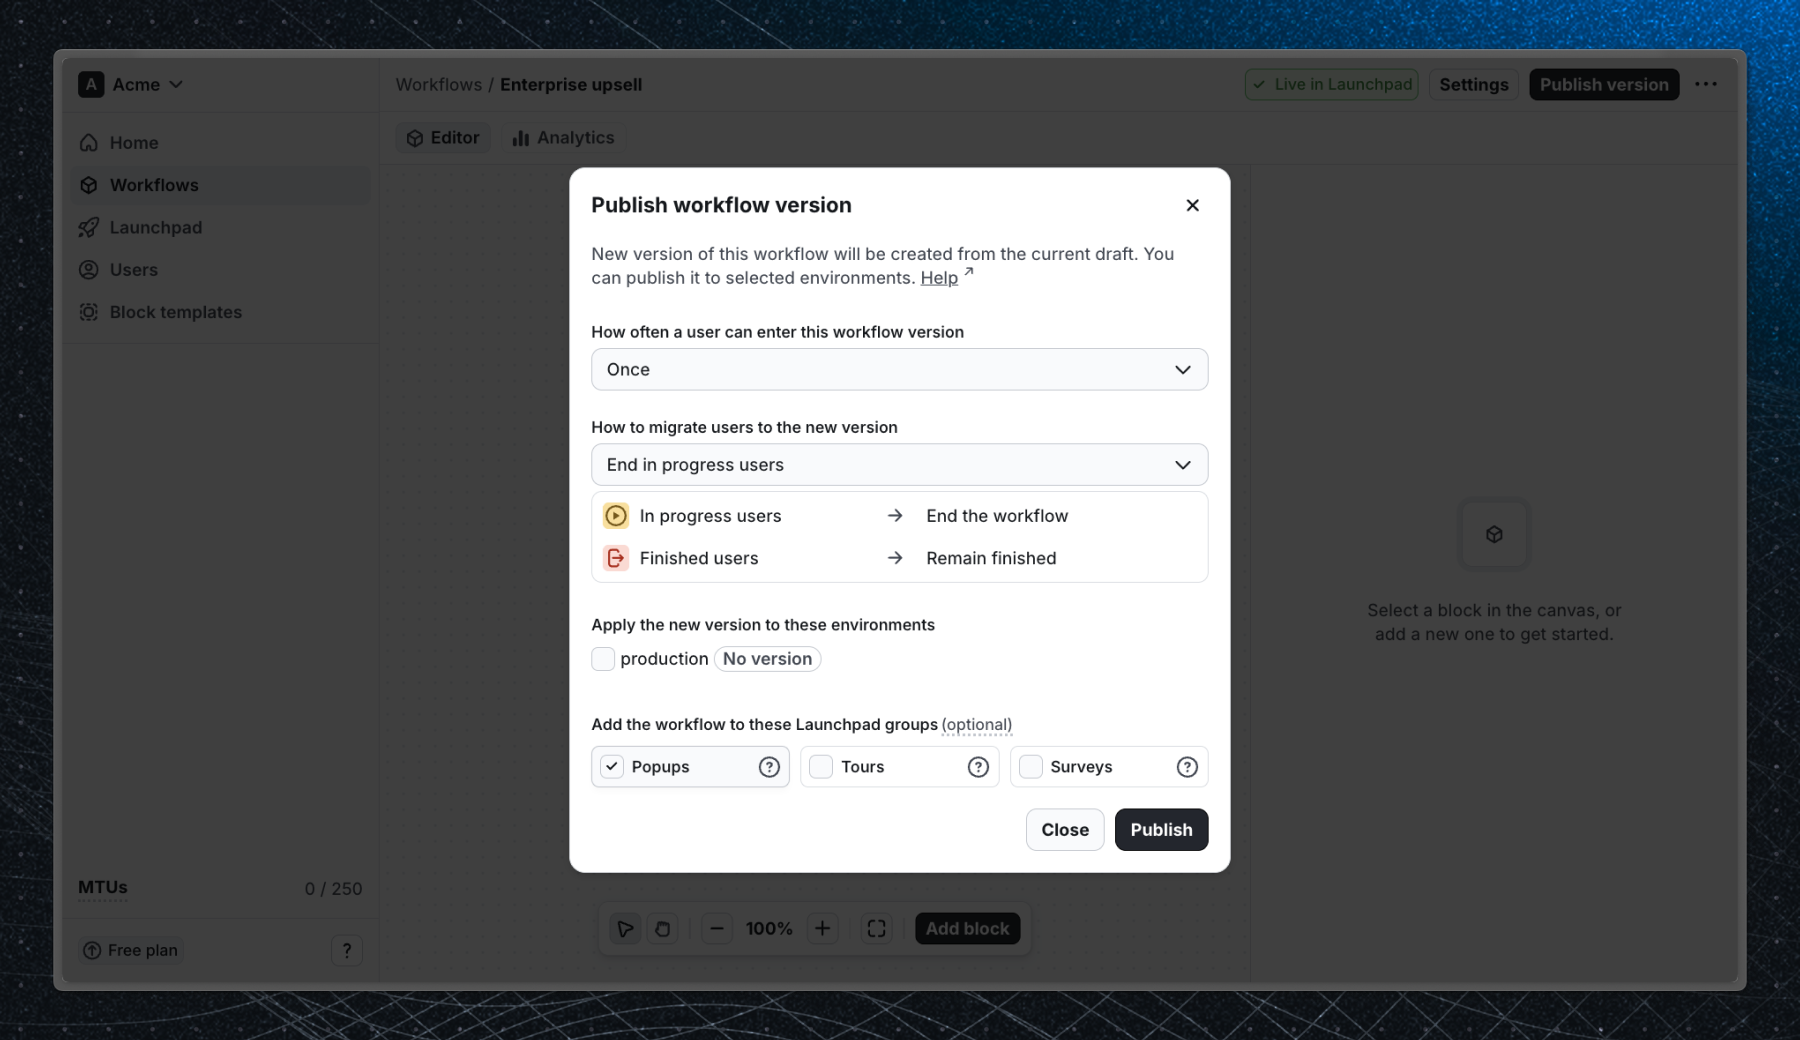 A Acme
Workflows / Enterprise upsell
Live in Launchpad
Settings
Publish version
Home
Workflows
Launchpad
Users
Block templates
Editor
Analytics
Publish workflow version
New version of this workflow will be created from the current draft. You
can publish it to selected environments. Help
How often a user can enter this workflow version
Once
How to migrate users to the new version
End in progress users
In progress users → End the workflow
Finished users → Remain finished
Apply the new version to these environments
production No version
Add the workflow to these Launchpad groups (optional)
Popups ?
Tours ?
Surveys ?
Close
Publish
Select a block in the canvas, or
add a new one to get started.
MTUs 0 / 250
Free plan ?
100%
Add block